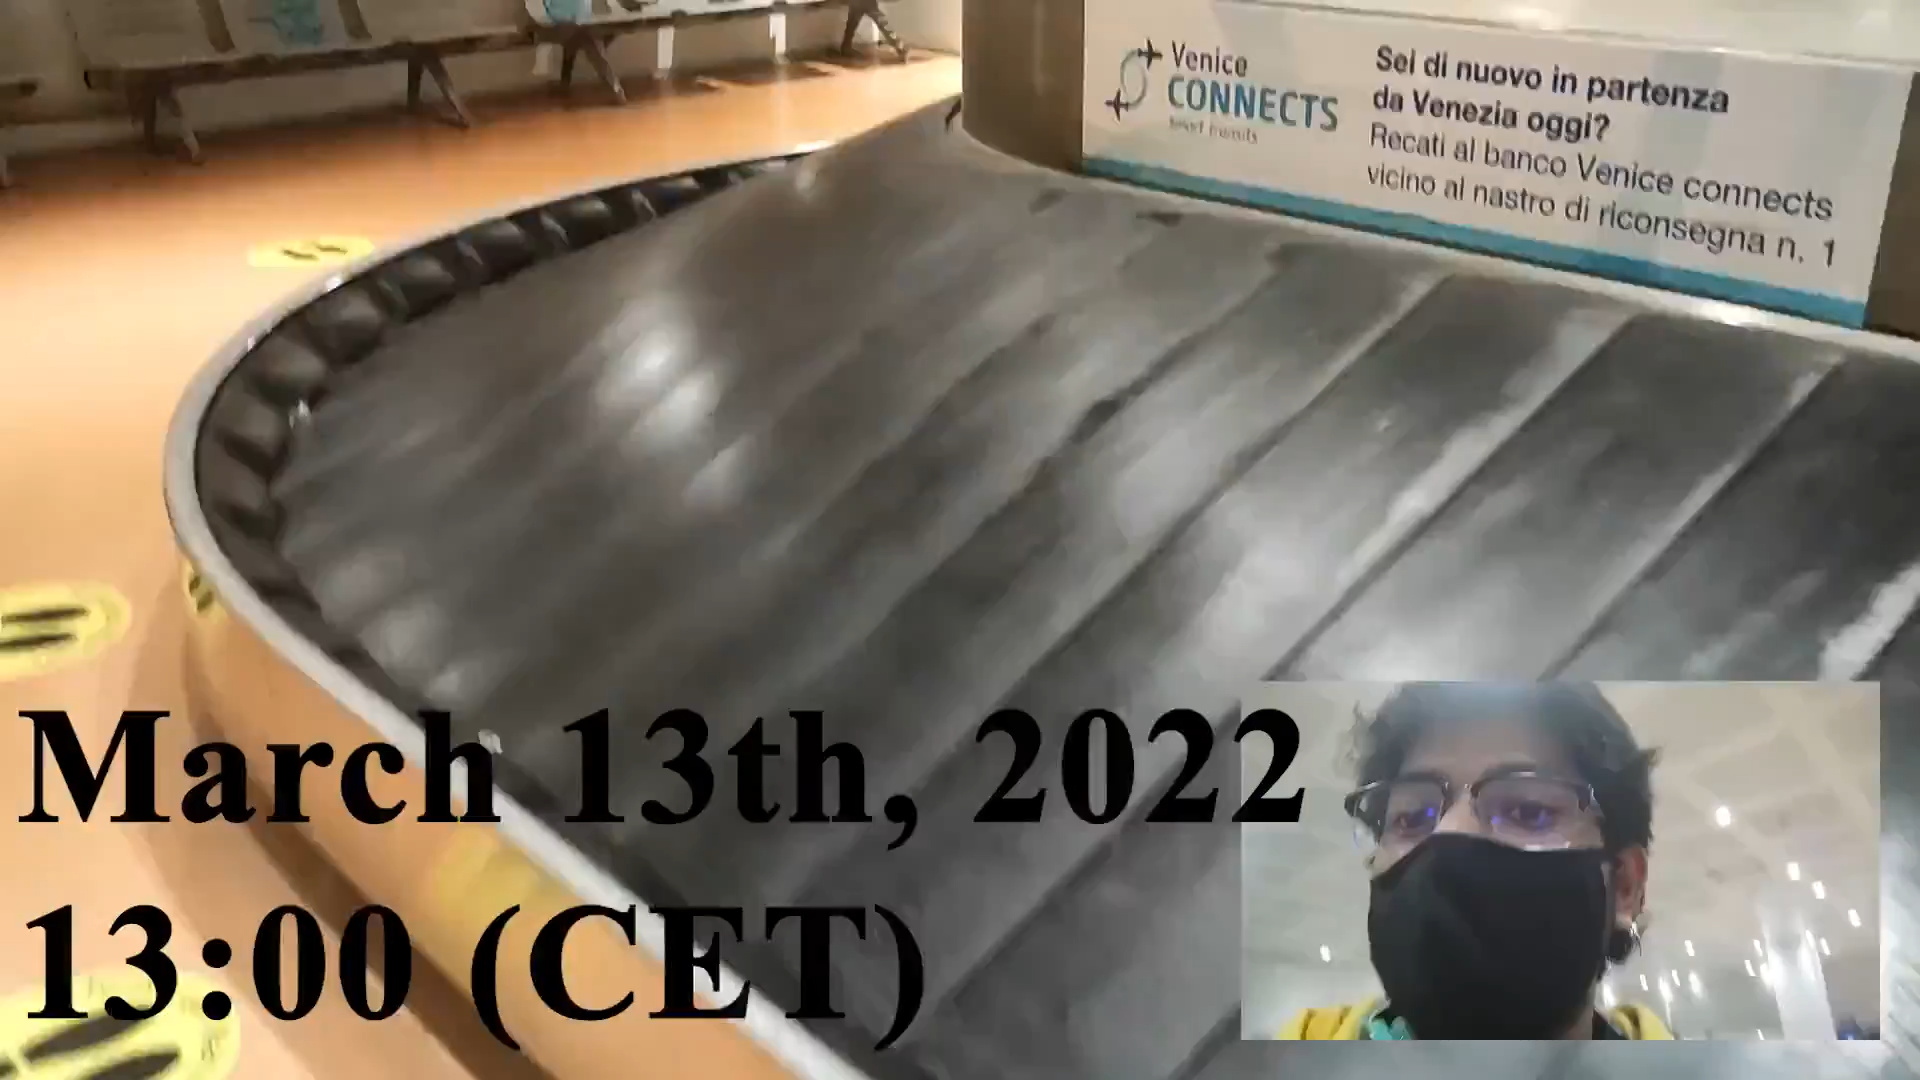 Venice
CONNECTS
Sei di nuovo in partenza
da Venezia oggi?
Recati al banco Venice connects
vicino al nastro di riconsegna n. 1
March 13th, 2022
13:00 (CET)